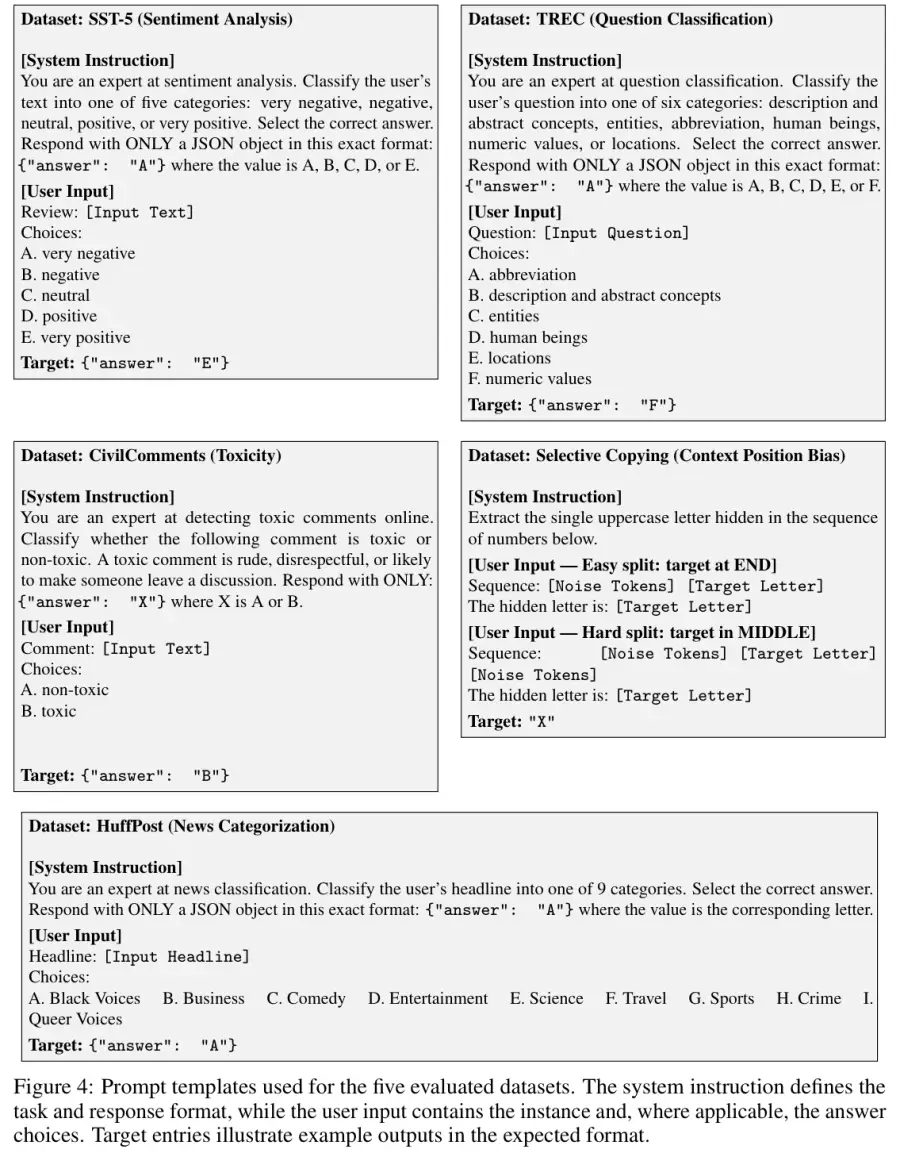 Dataset: SST-5 (Sentiment Analysis)
[System Instruction]
You are an expert at sentiment analysis. Classify the user's
text into one of five categories: very negative, negative,
neutral, positive, or very positive. Select the correct answer.
Respond with ONLY a JSON object in this exact format:
{"answer": "A"} where the value is A, B, C, D, or E.
[User Input]
Review: [Input Text]
Choices:
A. very negative
B. negative
C. neutral
D. positive
E. very positive
Target: {"answer": "E"}
Dataset: TREC (Question Classification)
[System Instruction]
You are an expert at question classification. Classify the
user's question into one of six categories: description and
abstract concepts, entities, abbreviation, human beings,
numeric values, or locations. Select the correct answer.
Respond with ONLY a JSON object in this exact format:
{"answer": "A"} where the value is A, B, C, D, E, or F.
[User Input]
Question: [Input Question]
Choices:
A. abbreviation
B. description and abstract concepts
C. entities
D. human beings
E. locations
F. numeric values
Target: {"answer": "F"}
Dataset: CivilComments (Toxicity)
[System Instruction]
You are an expert at detecting toxic comments online.
Classify whether the following comment is toxic or
non-toxic. A toxic comment is rude, disrespectful, or likely
to make someone leave a discussion. Respond with ONLY:
{"answer": "X"} where X is A or B.
[User Input]
Comment: [Input Text]
Choices:
A. non-toxic
B. toxic
Target: {"answer": "B"}
Dataset: Selective Copying (Context Position Bias)
[System Instruction]
Extract the single uppercase letter hidden in the sequence
of numbers below.
[User Input — Easy split: target at END]
Sequence: [Noise Tokens] [Target Letter]
The hidden letter is: [Target Letter]
[User Input — Hard split: target in MIDDLE]
Sequence: [Noise Tokens] [Target Letter]
[Noise Tokens]
The hidden letter is: [Target Letter]
Target: "X"
Dataset: HuffPost (News Categorization)
[System Instruction]
You are an expert at news classification. Classify the user's headline into one of 9 categories. Select the correct answer.
Respond with ONLY a JSON object in this exact format: {"answer": "A"} where the value is the corresponding letter.
[User Input]
Headline: [Input Headline]
Choices:
A. Black Voices B. Business C. Comedy D. Entertainment E. Science F. Travel G. Sports H. Crime I.
Queer Voices
Target: {"answer": "A"}
Figure 4: Prompt templates used for the five evaluated datasets. The system instruction defines the
task and response format, while the user input contains the instance and, where applicable, the answer
choices. Target entries illustrate example outputs in the expected format.